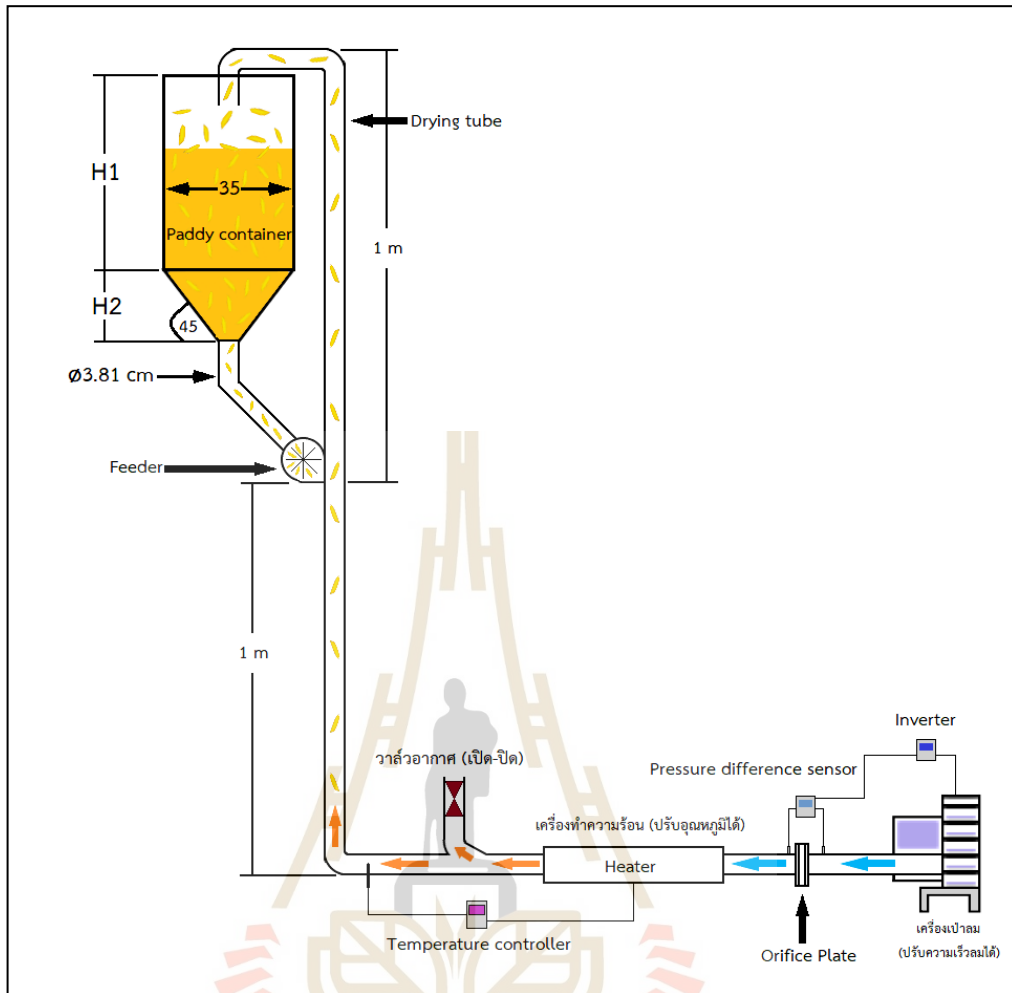 Drying tube
H1
35
Paddy container
1 m
H2
45
Ø3.81 cm
Feeder
1 m
วาล์วอากาศ (เปิด-ปิด)
Inverter
Pressure difference sensor
เครื่องทำความร้อน (ปรับอุณหภูมิได้)
Heater
Temperature controller
Orifice Plate
เครื่องเป่าลม
(ปรับความเร็วลมได้)